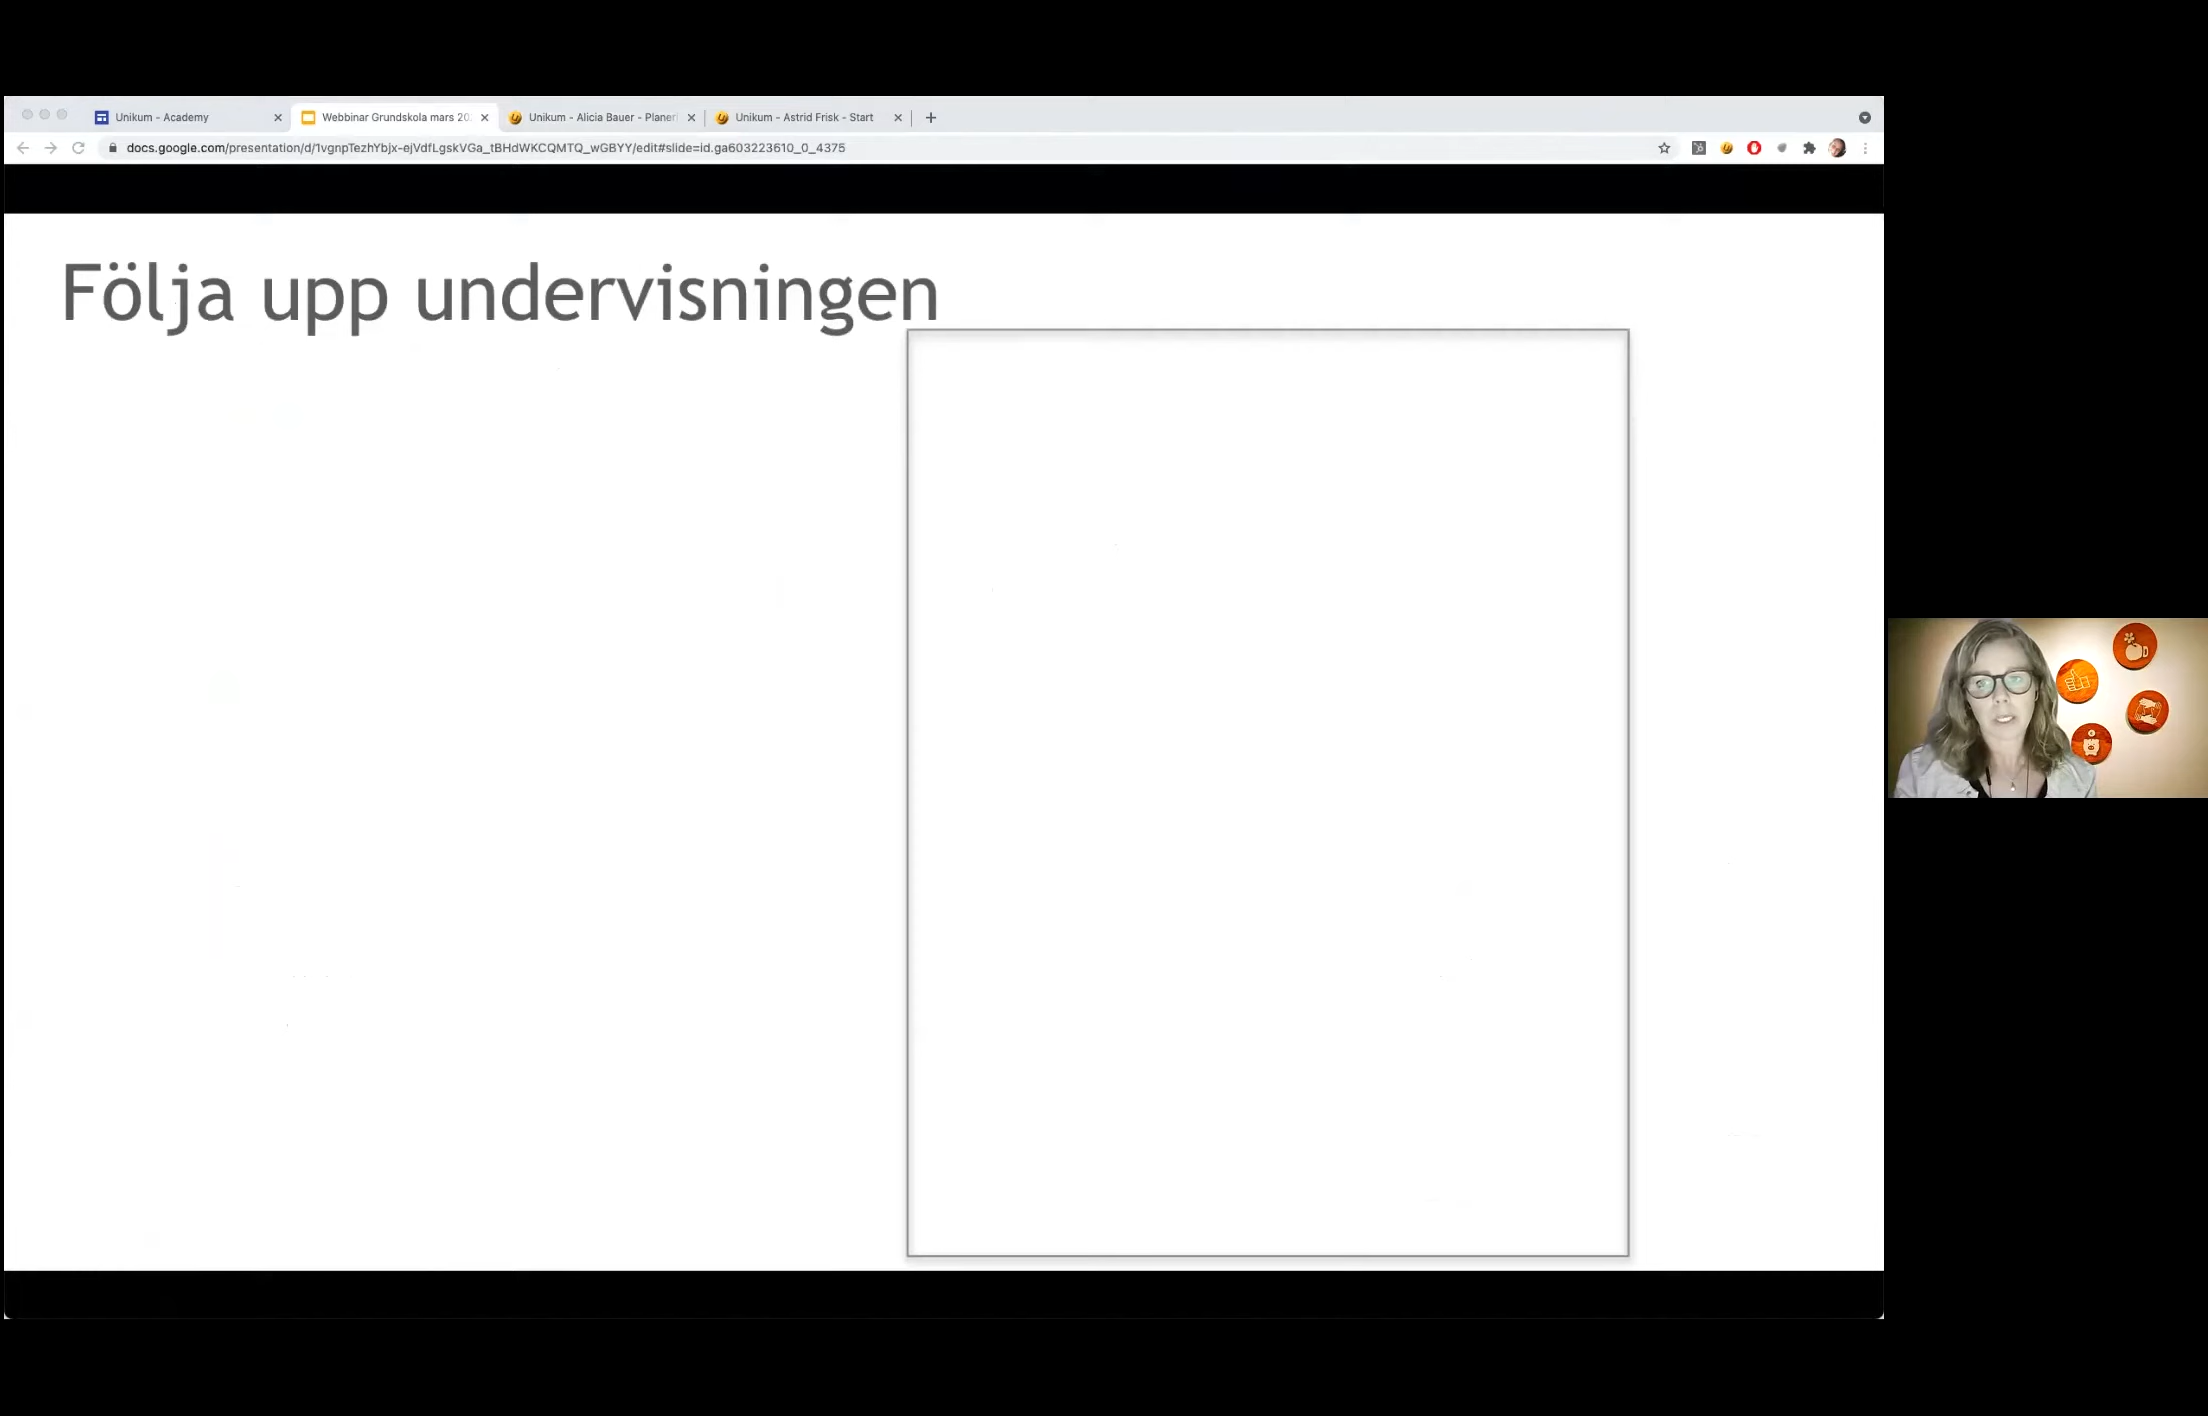 Unikum - Academy
Webbinar Grundskola mars 20
Unikum - Alicia Bauer - Planer
Unikum - Astrid Frisk - Start
docs.google.com/presentation/d/1vgnpTezhYbjx-ejVdfLgskVGa_tBHdWKCQMTQ_wGBYY/edit#slide=id.ga603223610_0_4375
Följa upp undervisningen